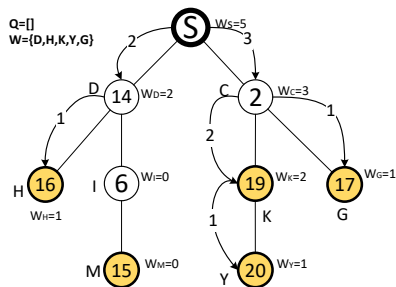 Q=[]
W={D,H,K,Y,G}
S
WS=5
2
3
D
14
WD=2
C
2
WC=3
1
2
1
H
16
WH=1
I
6
WI=0
19
WK=2
K
17
WG=1
G
1
M
15
WM=0
Y
20
WY=1